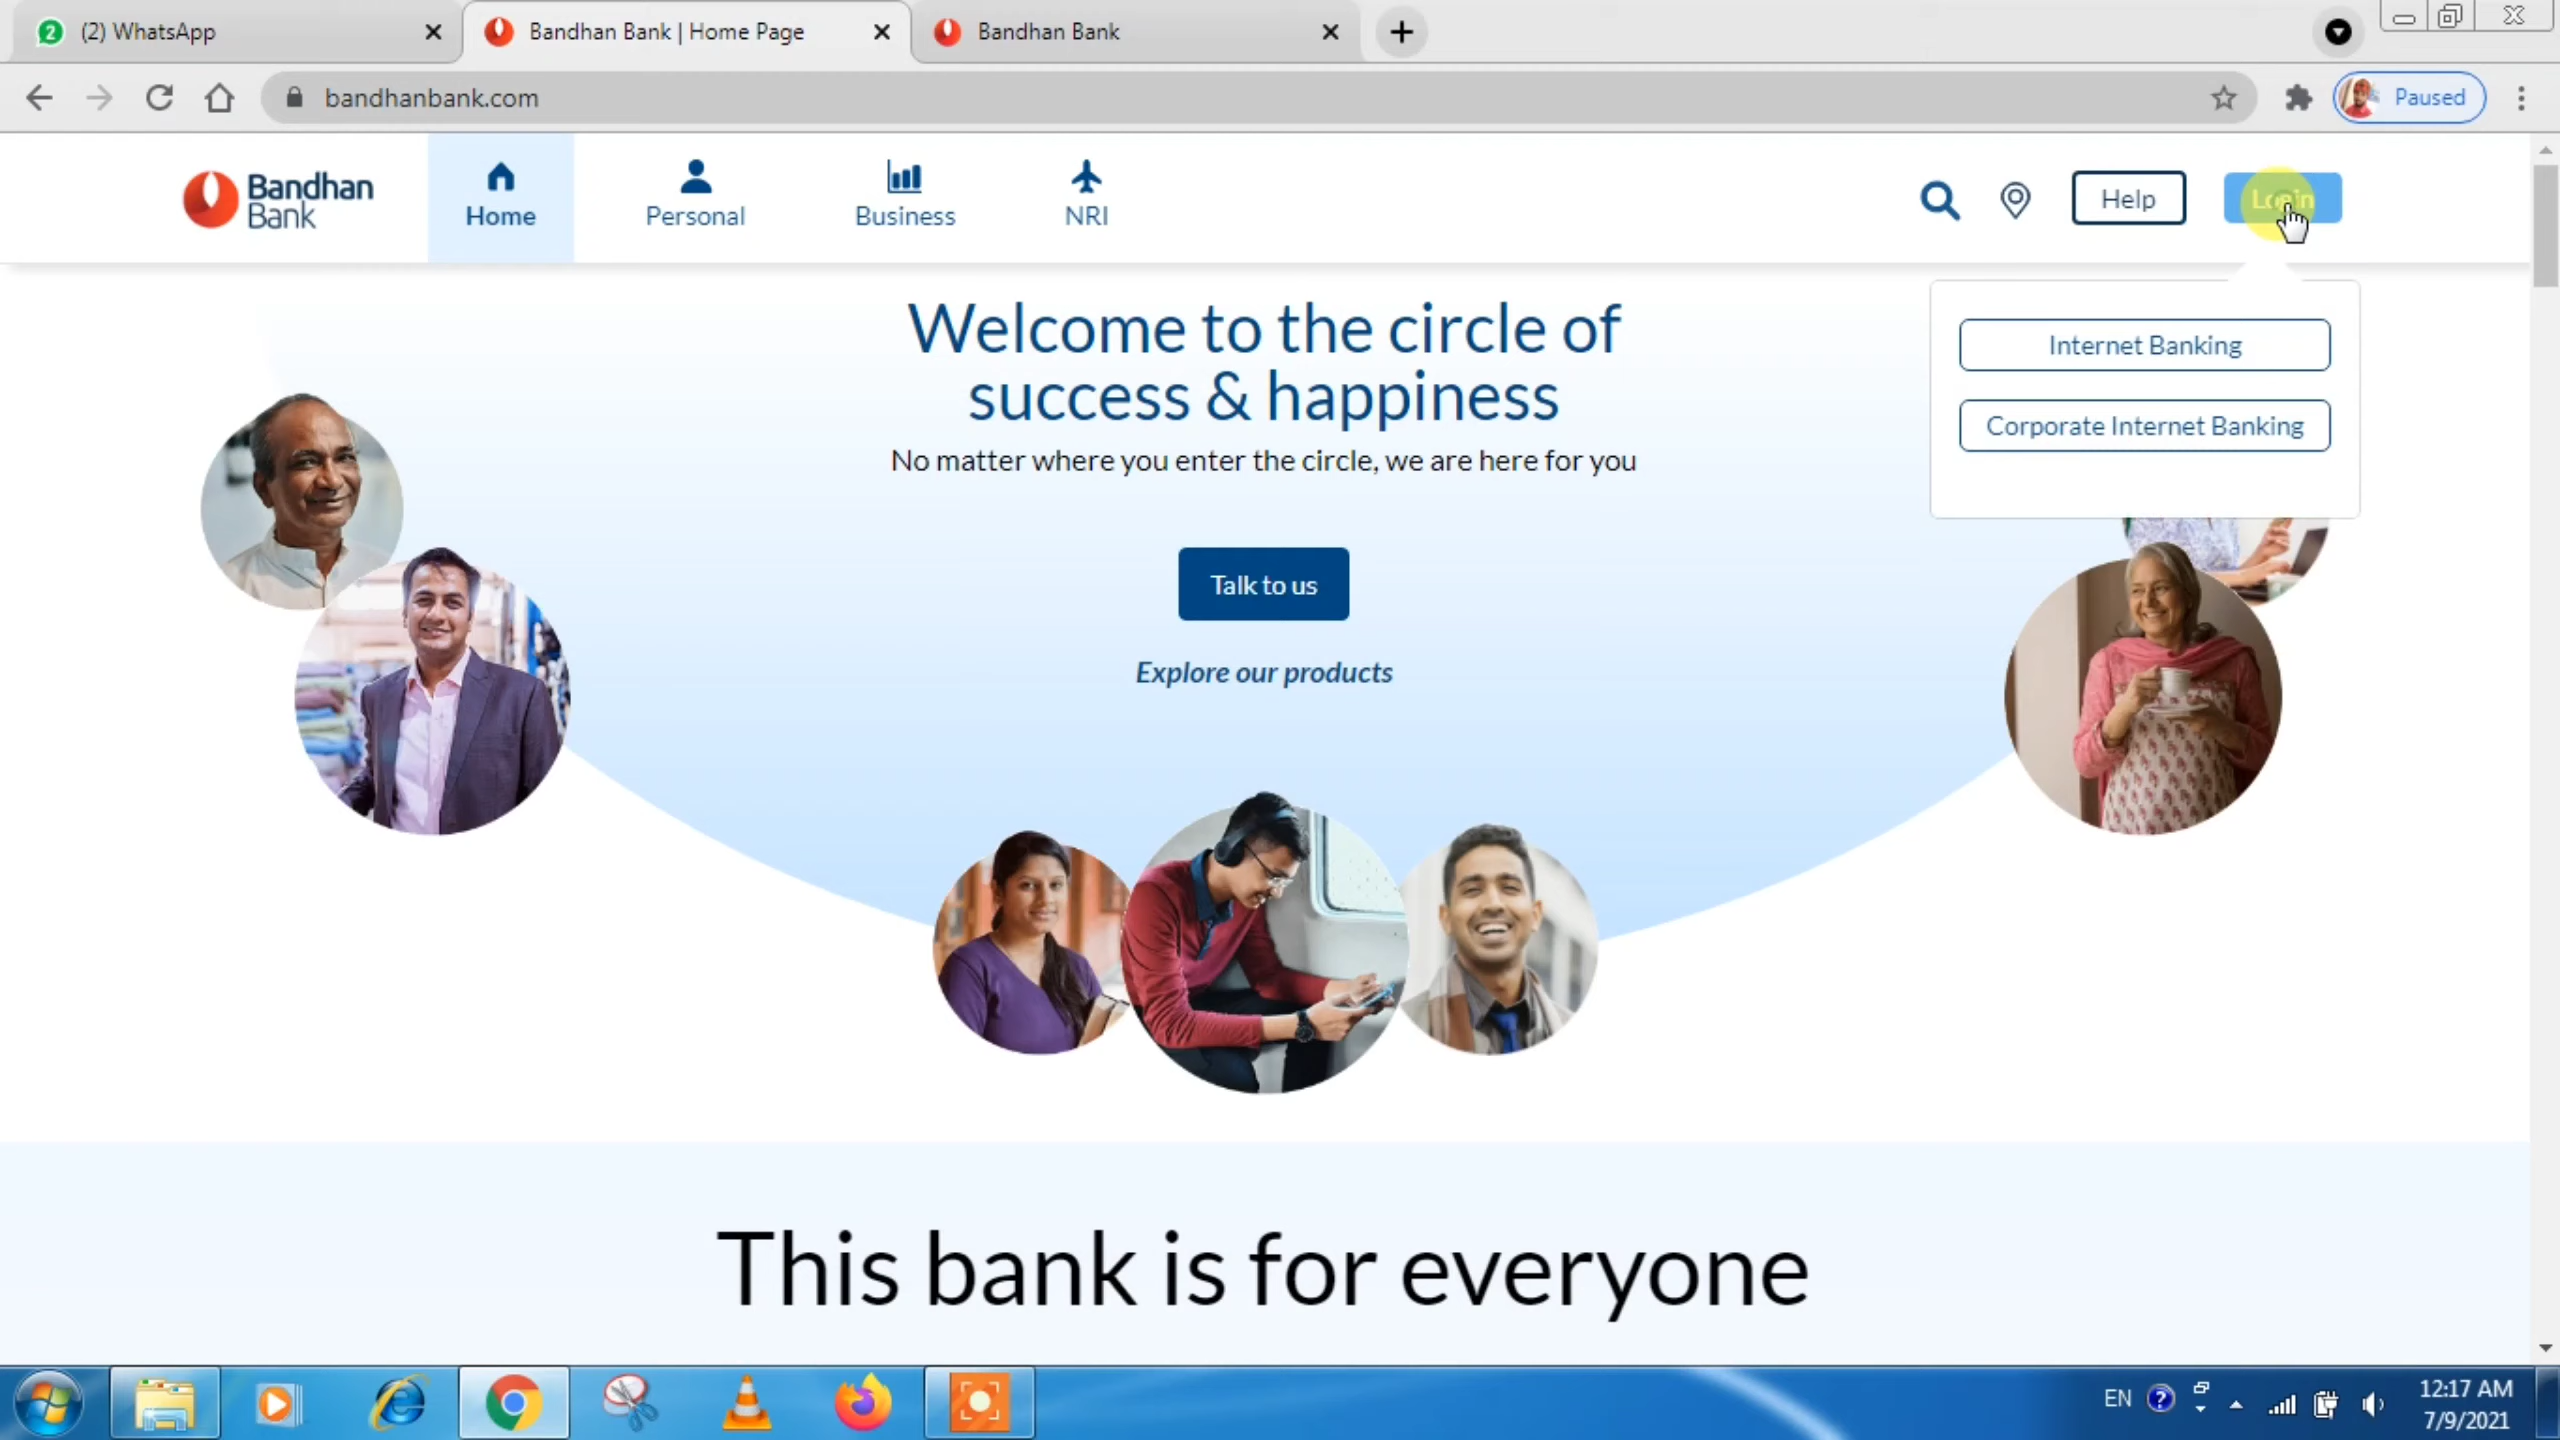 2
(2) WhatsApp
Bandhan Bank | Home Page
Bandhan Bank
bandhanbank.com
Paused
Bandhan
Bank
Home
Personal
Business
NRI
Help
Login
Internet Banking
Corporate Internet Banking
Welcome to the circle of
success & happiness
No matter where you enter the circle, we are here for you
Talk to us
Explore our products
This bank is for everyone
EN
12:17 AM
7/9/2021